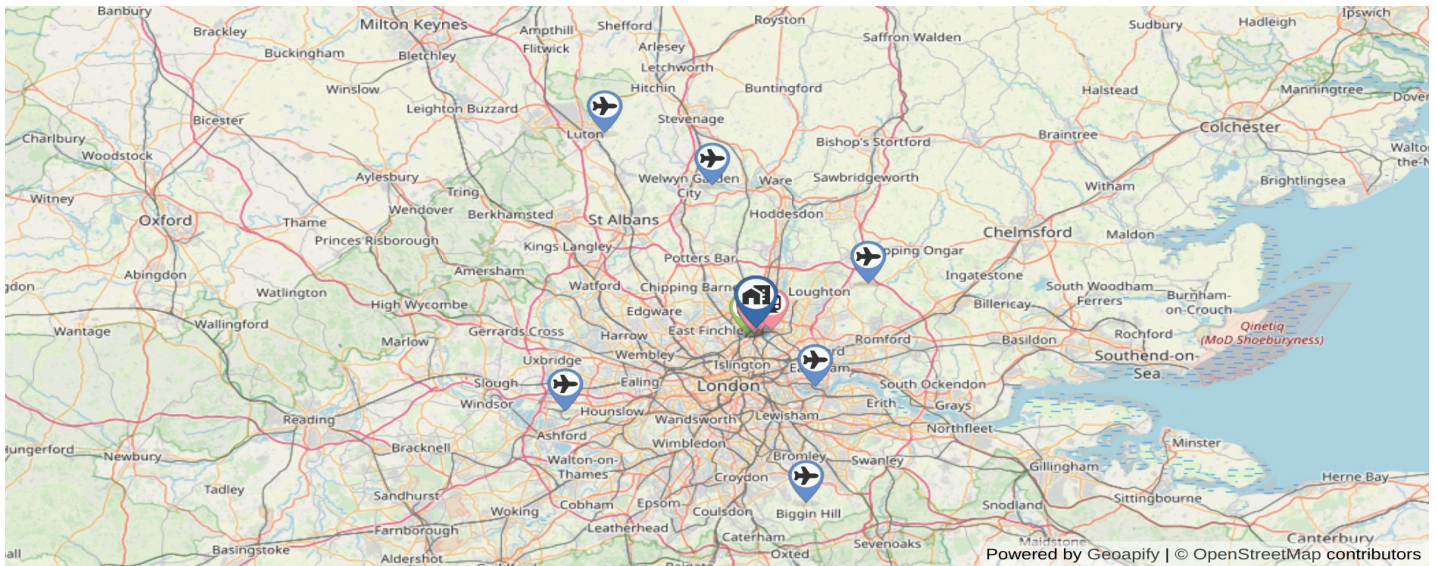 Banbury
Milton Keynes
Shefford
Royston
Sudbury
Hadleigh
Ipswich
Brackley
Ampthill
Saffron Walden
Buckingham
Bletchley
Flitwick
Arlesey
Letchworth
Winslow
Hitchin
Buntingford
Halstead
Manningtree
Leighton Buzzard
Bicester
Luton
Stevenage
Colchester
Charlbury
Woodstock
Bishop's Stortford
Braintree
Aylesbury
Welwyn Garden
City
Ware
Sawbridgeworth
Witham
Brightlingsea
Witney
Oxford
Tring
Wendover
Berkhamsted
St Albans
Hoddesdon
Thame
Princes Risborough
Kings Langley
Chelmsford
Maldon
Abingdon
Amersham
Potters Bar
Ingatestone
Watlington
High Wycombe
Watford
Chipping Barn
Loughton
South Woodham
Ferrers
Burnham-
on-Crouch
Billericay
Wantage
Wallingford
Marlow
Gerrards Cross
Edgware
Harrow
East Finchle
Romford
Basildon
Rochford
Qinetiq
(MoD Shoeburyness)
Uxbridge
Wembley
Islington
Southend-on-
Sea
Slough
Ealing
London
South Ockendon
Windsor
Hounslow
Erith
Grays
Reading
Wandsworth
Lewisham
Northfleet
Ashford
Wimbledon
Minster
Hungerford
Newbury
Bracknell
Walton-on-
Thames
Bromley
Swanley
Gillingham
Herne Bay
Tadley
Sandhurst
Croydon
Sittingbourne
Woking
Cobham
Epsom
Coulsdon
Biggin Hill
Snodland
Farnborough
Leatherhead
Caterham
Sevenoaks
Maidstone
Canterbury
Basingstoke
Aldershot
Oxted
Powered by Geoapify | © OpenStreetMap contributors